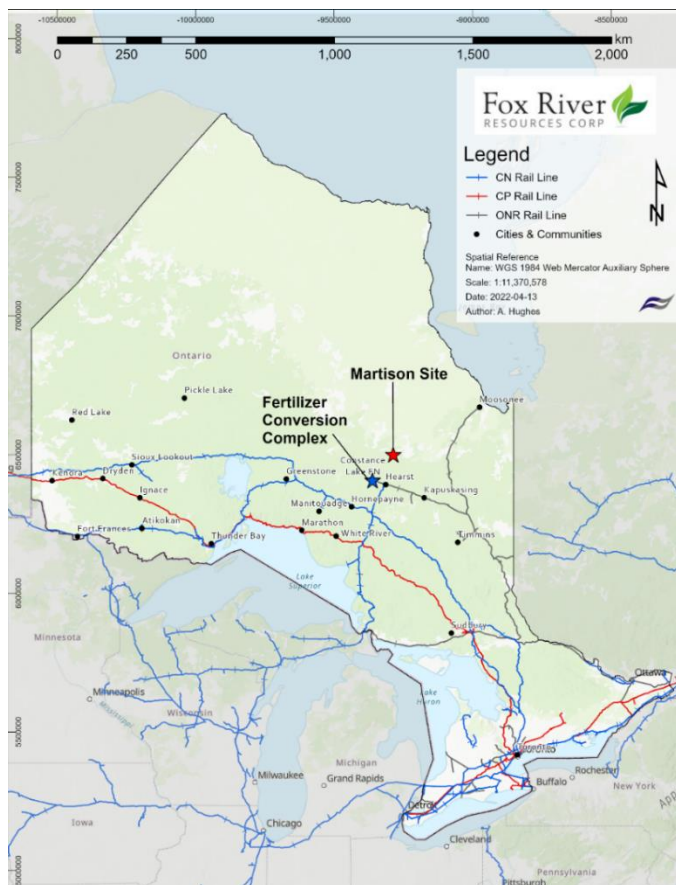 -10500000
-10000000
-9500000
-9000000
-8500000
8000000
0
250
500
1,000
1,500
2,000
km
Fox River
RESOURCES CORP
Legend
CN Rail Line
CP Rail Line
ONR Rail Line
Cities & Communities
Spatial Reference
Name: WGS 1984 Web Mercator Auxiliary Sphere
Scale: 1:11,370,578
Date: 2022-04-13
Author: A. Hughes
N
7500000
7000000
Ontario
Martison Site
Pickle Lake
Fertilizer
Conversion
Complex
Moosonee
Red Lake
6500000
Sioux Lookout
Constance
Lake FN
Kenora
Dryden
Greenstone
Hearst
Ignace
Kapuskasing
Manitouadge
Hornepayne
Atikokan
Fort Frances
Marathon
White River
Thunder Bay
Timmins
6000000
Lake
Superior
Minnesota
Sudbury
Ottawa
Minneapolis
Mississippi
Wisconsin
Lake
Huron
5500000
Michigan
Toronto
Milwaukee
Grand Rapids
Buffalo
Rochester
New York
Detroit
Iowa
Chicago
Cleveland
5000000
Pennsylvania
Pittsburgh